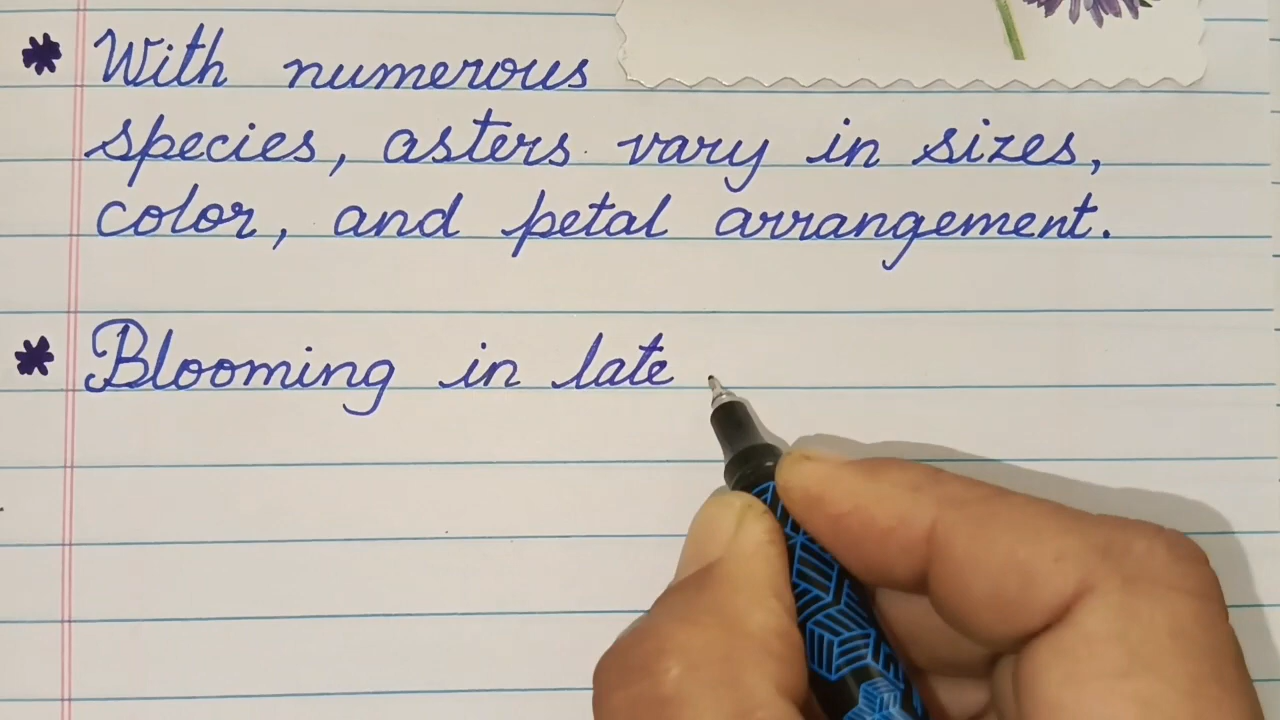 * With numerous
species, asters vary in sizes,
color, and petal arrangement.
* Blooming in late